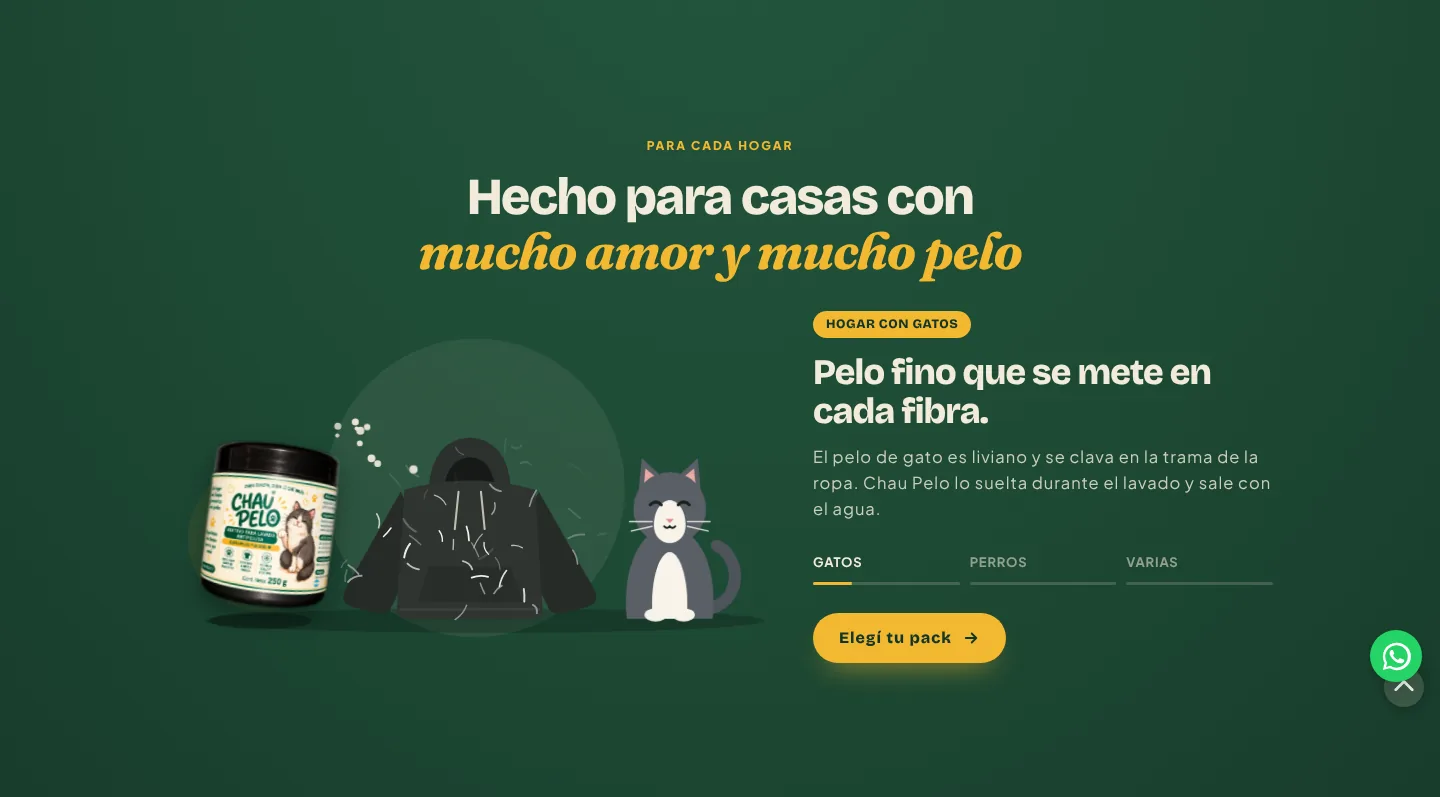 PARA CADA HOGAR
Hecho para casas con
mucho amor y mucho pelo
HOGAR CON GATOS
Pelo fino que se mete en
cada fibra.
El pelo de gato es liviano y se clava en la trama de la
ropa. Chau Pelo lo suelta durante el lavado y sale con
el agua.
GATOS PERROS VARIAS
Elegí tu pack →
CHAU
PELO
250 g